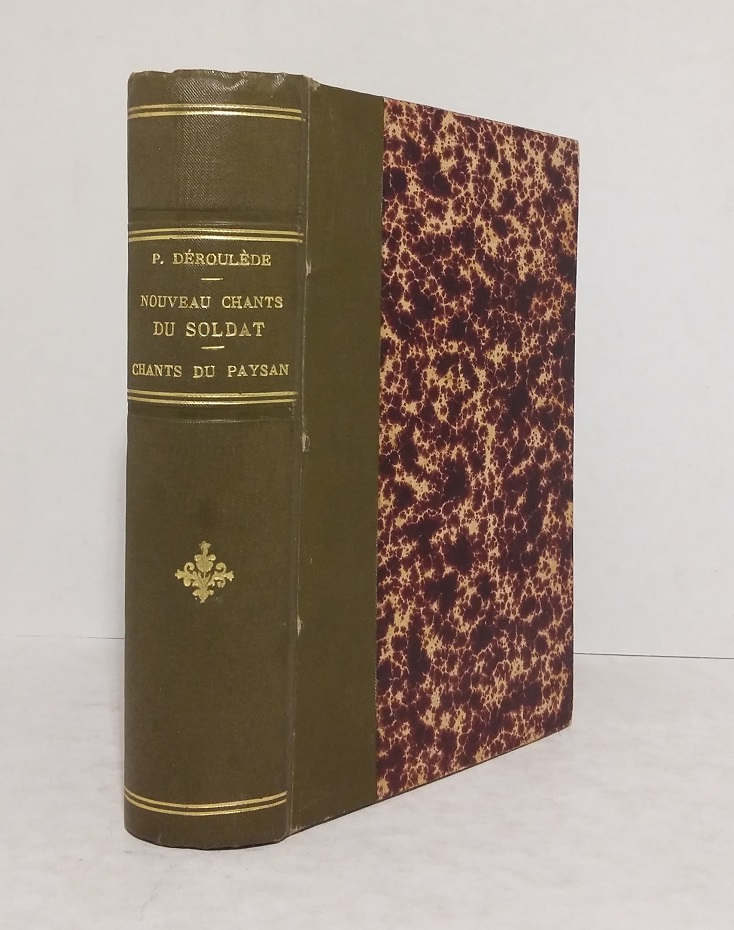 P. DÉROULÈDE
NOUVEAU CHANTS
DU SOLDAT
CHANTS DU PAYSAN